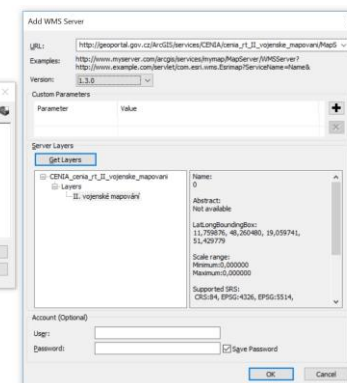 Add WMS Server
URL: http://geoportal.gov.cz/ArcGIS/services/CENIA/cenia_rt_II_vojenske_mapovani/MapS
Examples: http://www.myserver.com/arcgis/services/mymap/MapServer/WMSServer?
http://www.example.com/servlet/com.esri.wms.Esrimap?ServiceName=Name&
Version: 1.3.0
Custom Parameters
Parameter Value
Server Layers
Get Layers
CENIA_cenia_rt_II_vojenske_mapovani
Layers
II. vojenské mapování
Name:
0
Abstract:
Not available
LatLongBoundingBox:
11,759876, 48,260480, 19,059741,
51,429779
Scale range:
Minimum:0,000000
Maximum:0,000000
Supported SRS:
CRS:84, EPSG:4326, EPSG:5514,
Account (Optional)
User:
Password:
Save Password
OK Cancel